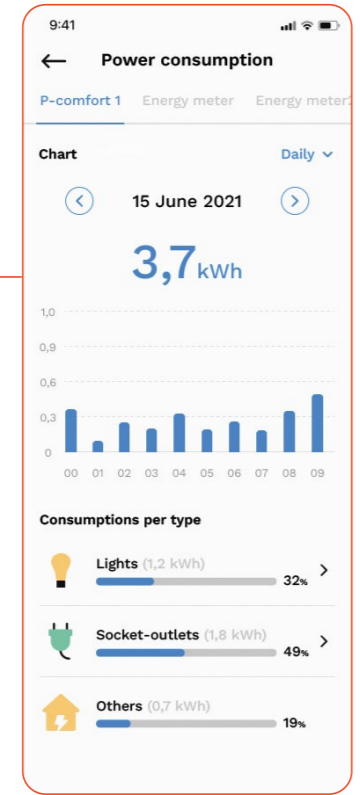 9:41
Power consumption
P-comfort 1 Energy meter Energy meter2
Chart Daily
15 June 2021
3,7 kWh
1,0
0,9
0,6
0,3
0
00 01 02 03 04 05 06 07 08 09
Consumptions per type
Lights (1,2 kWh)
32%
Socket-outlets (1,8 kWh)
49%
Others (0,7 kWh)
19%